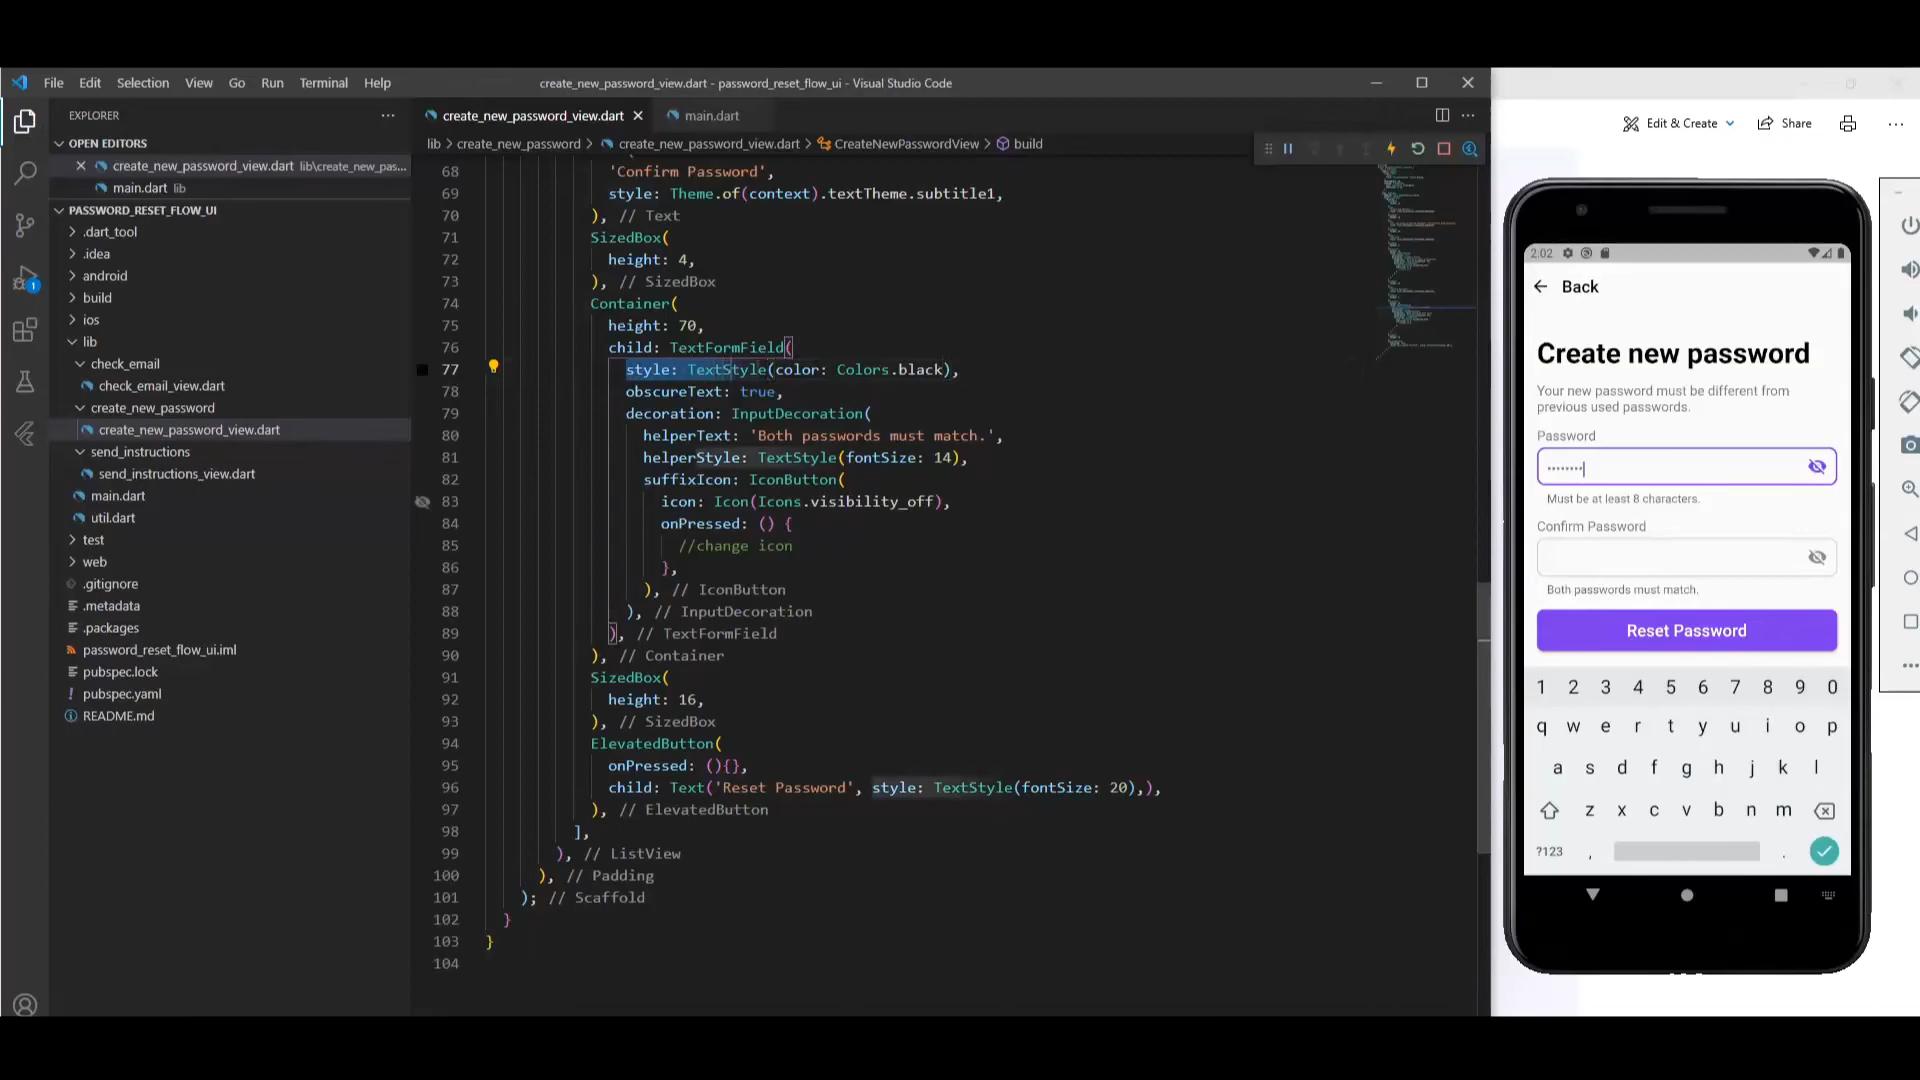 File Edit Selection View Go Run Terminal Help
create_new_password_view.dart - password_reset_flow_ui - Visual Studio Code
EXPLORER
OPEN EDITORS
create_new_password_view.dart lib\create_new_pas...
main.dart lib
PASSWORD_RESET_FLOW_UI
.dart_tool
.idea
android
build
ios
lib
check_email
check_email_view.dart
create_new_password
create_new_password_view.dart
send_instructions
send_instructions_view.dart
main.dart
util.dart
test
web
.gitignore
.metadata
.packages
password_reset_flow_ui.iml
pubspec.lock
pubspec.yaml
README.md
1
create_new_password_view.dart main.dart
lib > create_new_password > create_new_password_view.dart > CreateNewPasswordView > build
68 'Confirm Password',
69 style: Theme.of(context).textTheme.subtitle1,
70 ), // Text
71 SizedBox(
72 height: 4,
73 ), // SizedBox
74 Container(
75 height: 70,
76 child: TextFormField(
77 style: TextStyle(color: Colors.black),
78 obscureText: true,
79 decoration: InputDecoration(
80 helperText: 'Both passwords must match.',
81 helperStyle: TextStyle(fontSize: 14),
82 suffixIcon: IconButton(
83 icon: Icon(Icons.visibility_off),
84 onPressed: () {
85 //change icon
86 },
87 ), // IconButton
88 ), // InputDecoration
89 ), // TextFormField
90 ), // Container
91 SizedBox(
92 height: 16,
93 ), // SizedBox
94 ElevatedButton(
95 onPressed: (){},
96 child: Text('Reset Password', style: TextStyle(fontSize: 20),),
97 ), // ElevatedButton
98 ],
99 ), // ListView
100 ), // Padding
101 ); // Scaffold
102 }
103 }
104
Edit & Create Share
2:02
Back
Create new password
Your new password must be different from
previous used passwords.
Password
Must be at least 8 characters.
Confirm Password
Both passwords must match.
Reset Password
1 2 3 4 5 6 7 8 9 0
q w e r t y u i o p
a s d f g h j k l
z x c v b n m
?123 , .